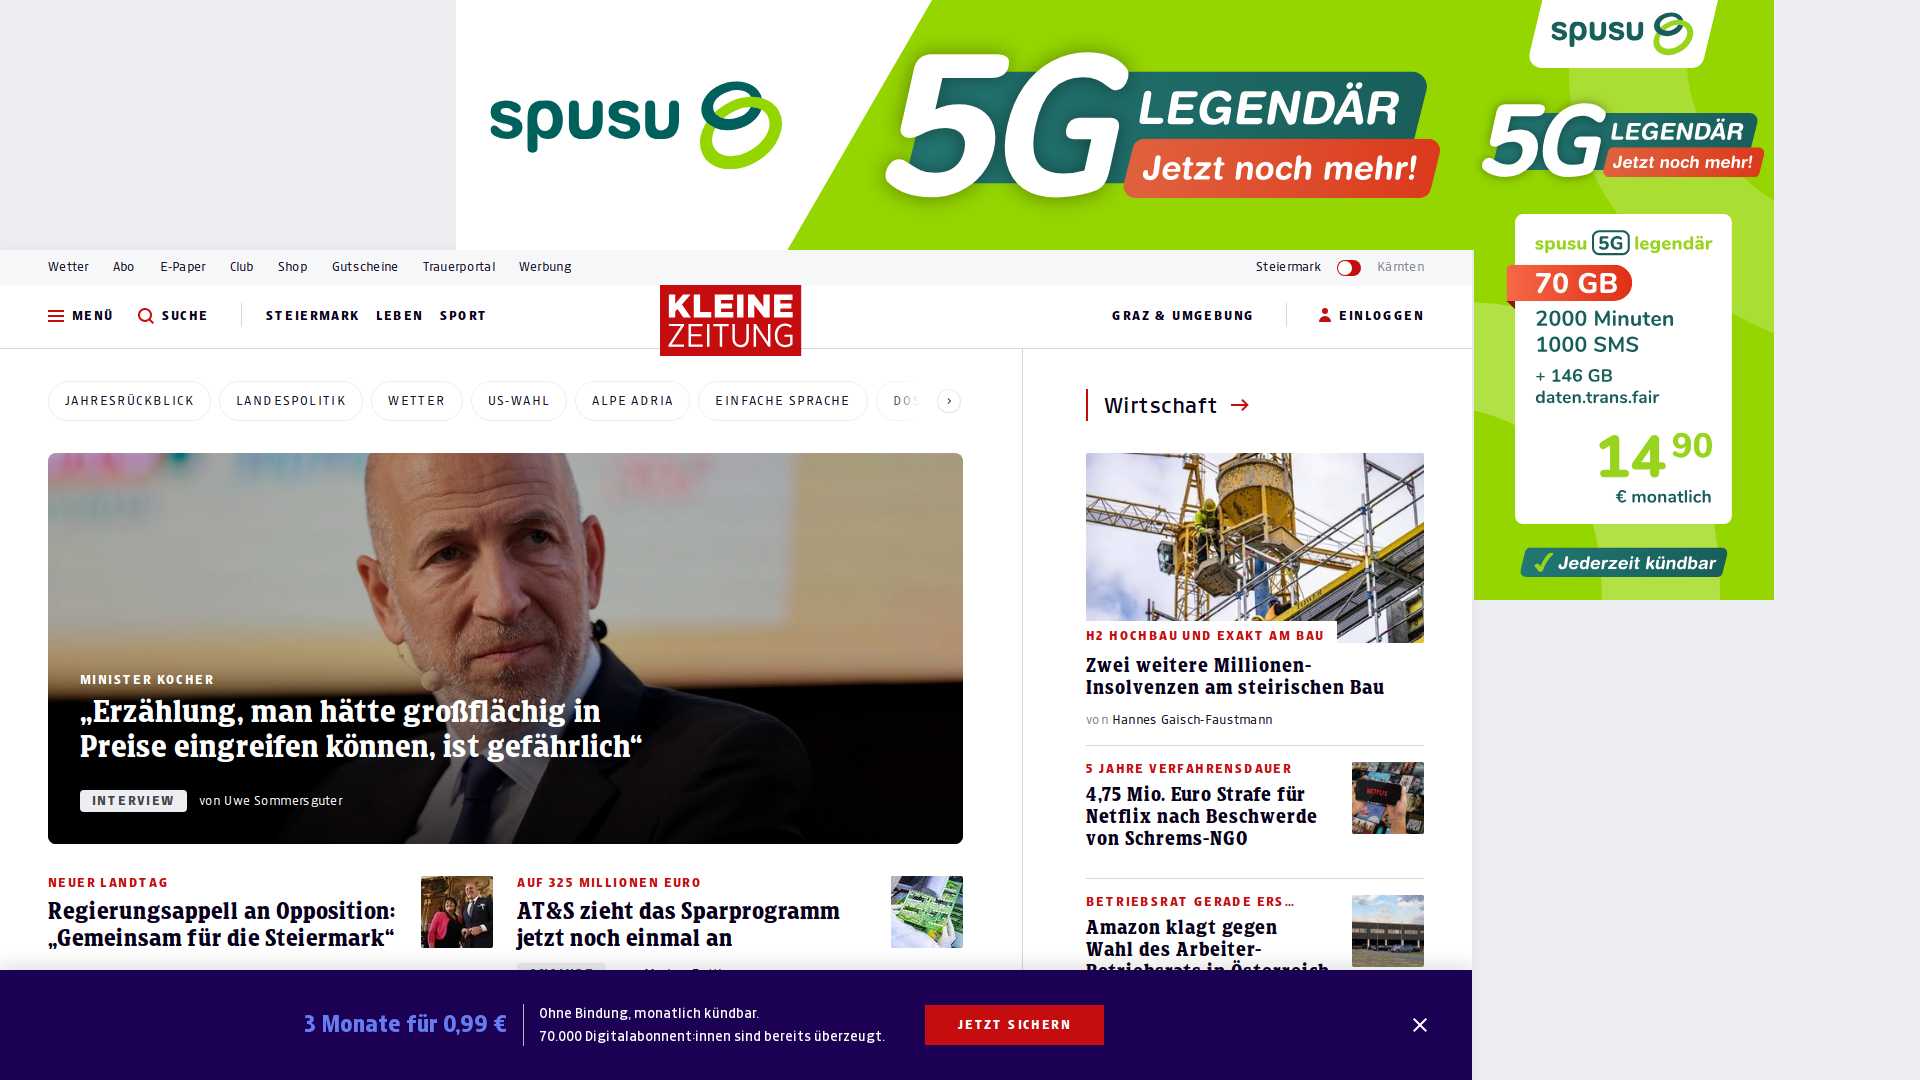 spusu
5G LEGENDÄR
Jetzt noch mehr!
spusu
5G LEGENDÄR
Jetzt noch mehr!
spusu 5G legendär
70 GB
2000 Minuten
1000 SMS
+ 146 GB
daten.trans.fair
14 90
€ monatlich
Jederzeit kündbar
Wetter Abo E-Paper Club Shop Gutscheine Trauerportal Werbung Steiermark Kärnten
MENÜ SUCHE STEIERMARK LEBEN SPORT KLEINE ZEITUNG GRAZ & UMGEBUNG EINLOGGEN
JAHRESRÜCKBLICK LANDESPOLITIK WETTER US-WAHL ALPE ADRIA EINFACHE SPRACHE
MINISTER KOCHER
„Erzählung, man hätte großflächig in
Preise eingreifen können, ist gefährlich“
INTERVIEW von Uwe Sommersguter
NEUER LANDTAG
Regierungsappell an Opposition:
„Gemeinsam für die Steiermark“
AUF 325 MILLIONEN EURO
AT&S zieht das Sparprogramm
jetzt noch einmal an
Wirtschaft
H2 HOCHBAU UND EXAKT AM BAU
Zwei weitere Millionen-
Insolvenzen am steirischen Bau
von Hannes Gaisch-Faustmann
5 JAHRE VERFAHRENSDAUER
4,75 Mio. Euro Strafe für
Netflix nach Beschwerde
von Schrems-NGO
NETFLIX
BETRIEBSRAT GERADE ERS...
Amazon klagt gegen
Wahl des Arbeiter-
Betriebsrats in Österreich
3 Monate für 0,99 €
Ohne Bindung, monatlich kündbar.
70.000 Digitalabonnent:innen sind bereits überzeugt.
JETZT SICHERN